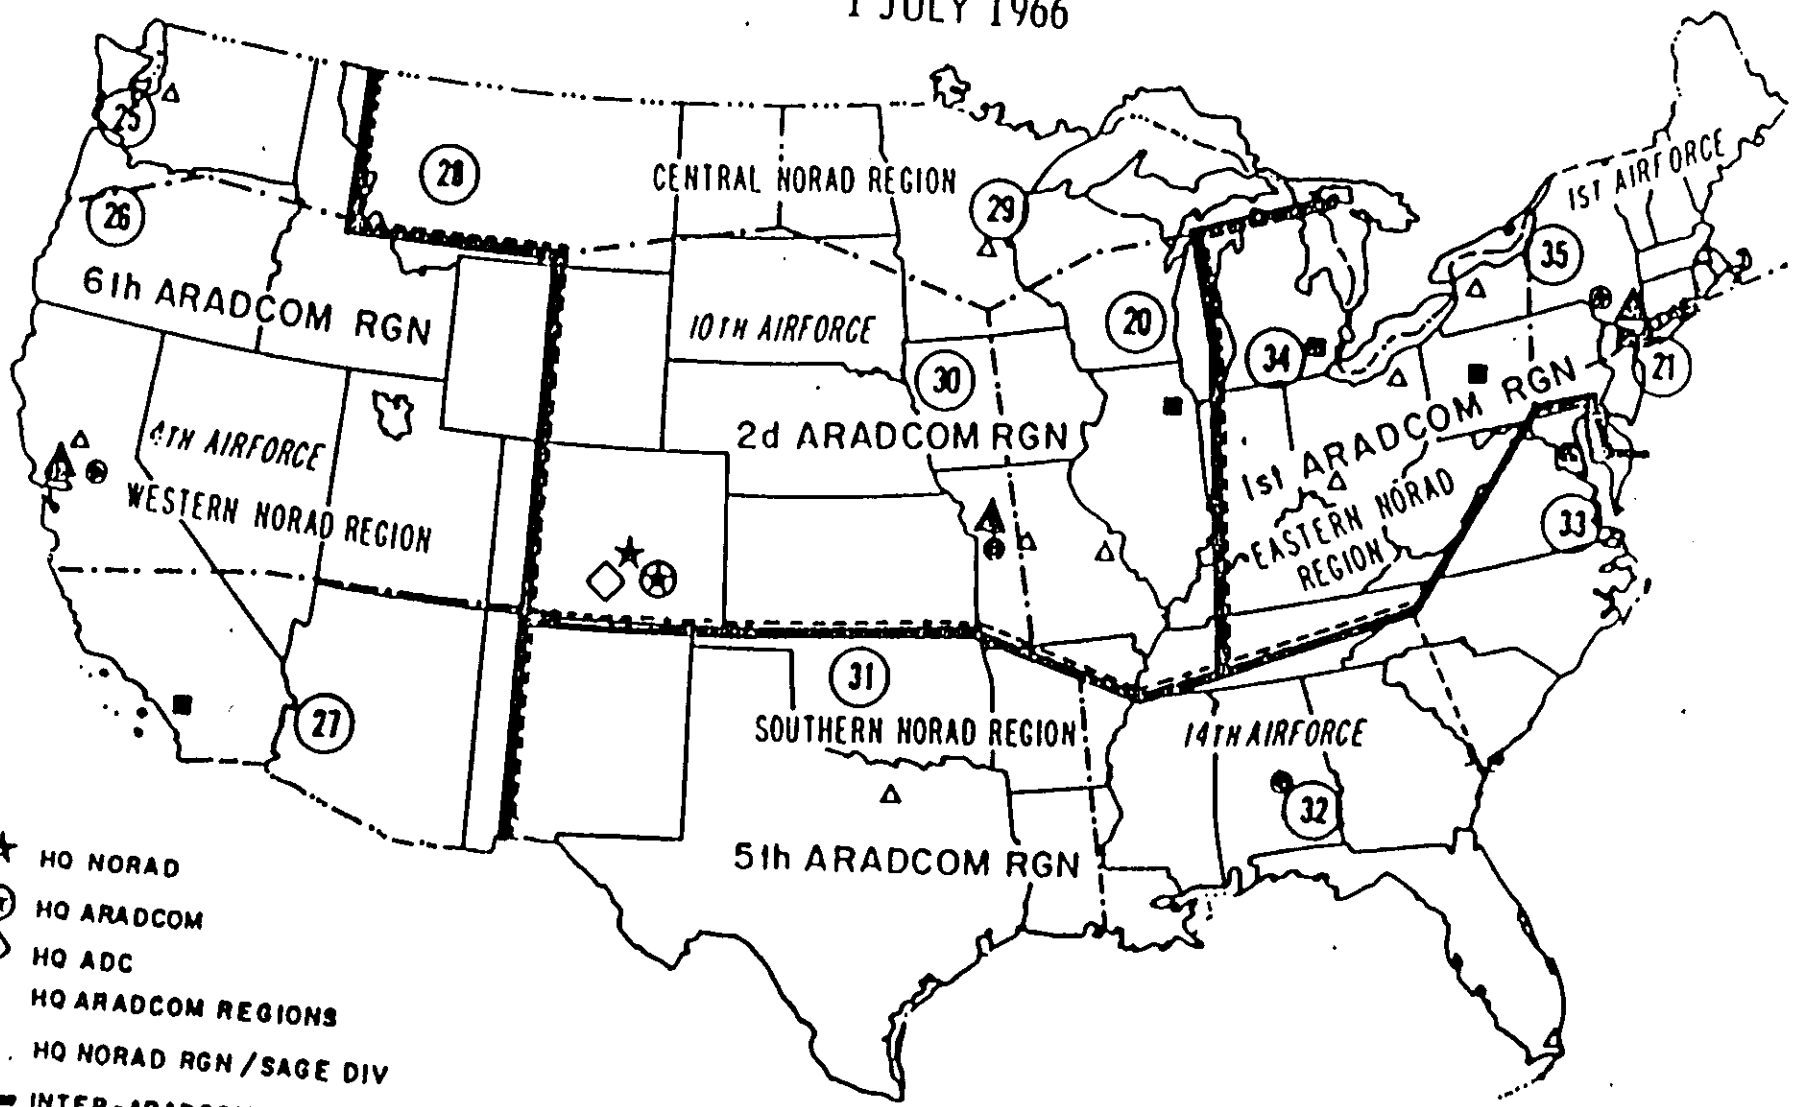 1 JULY 1966
25
28
CENTRAL NORAD REGION
1ST AIRFORCE
26
29
35
6th ARADCOM RGN
10TH AIRFORCE
20
34
30
21
4TH AIRFORCE
2d ARADCOM RGN
1st ARADCOM RGN
WESTERN NORAD REGION
EASTERN NORAD
REGION
33
31
27
SOUTHERN NORAD REGION
14TH AIRFORCE
32
5th ARADCOM RGN
HQ NORAD
HQ ARADCOM
HQ ADC
HQ ARADCOM REGIONS
HQ NORAD RGN / SAGE DIV